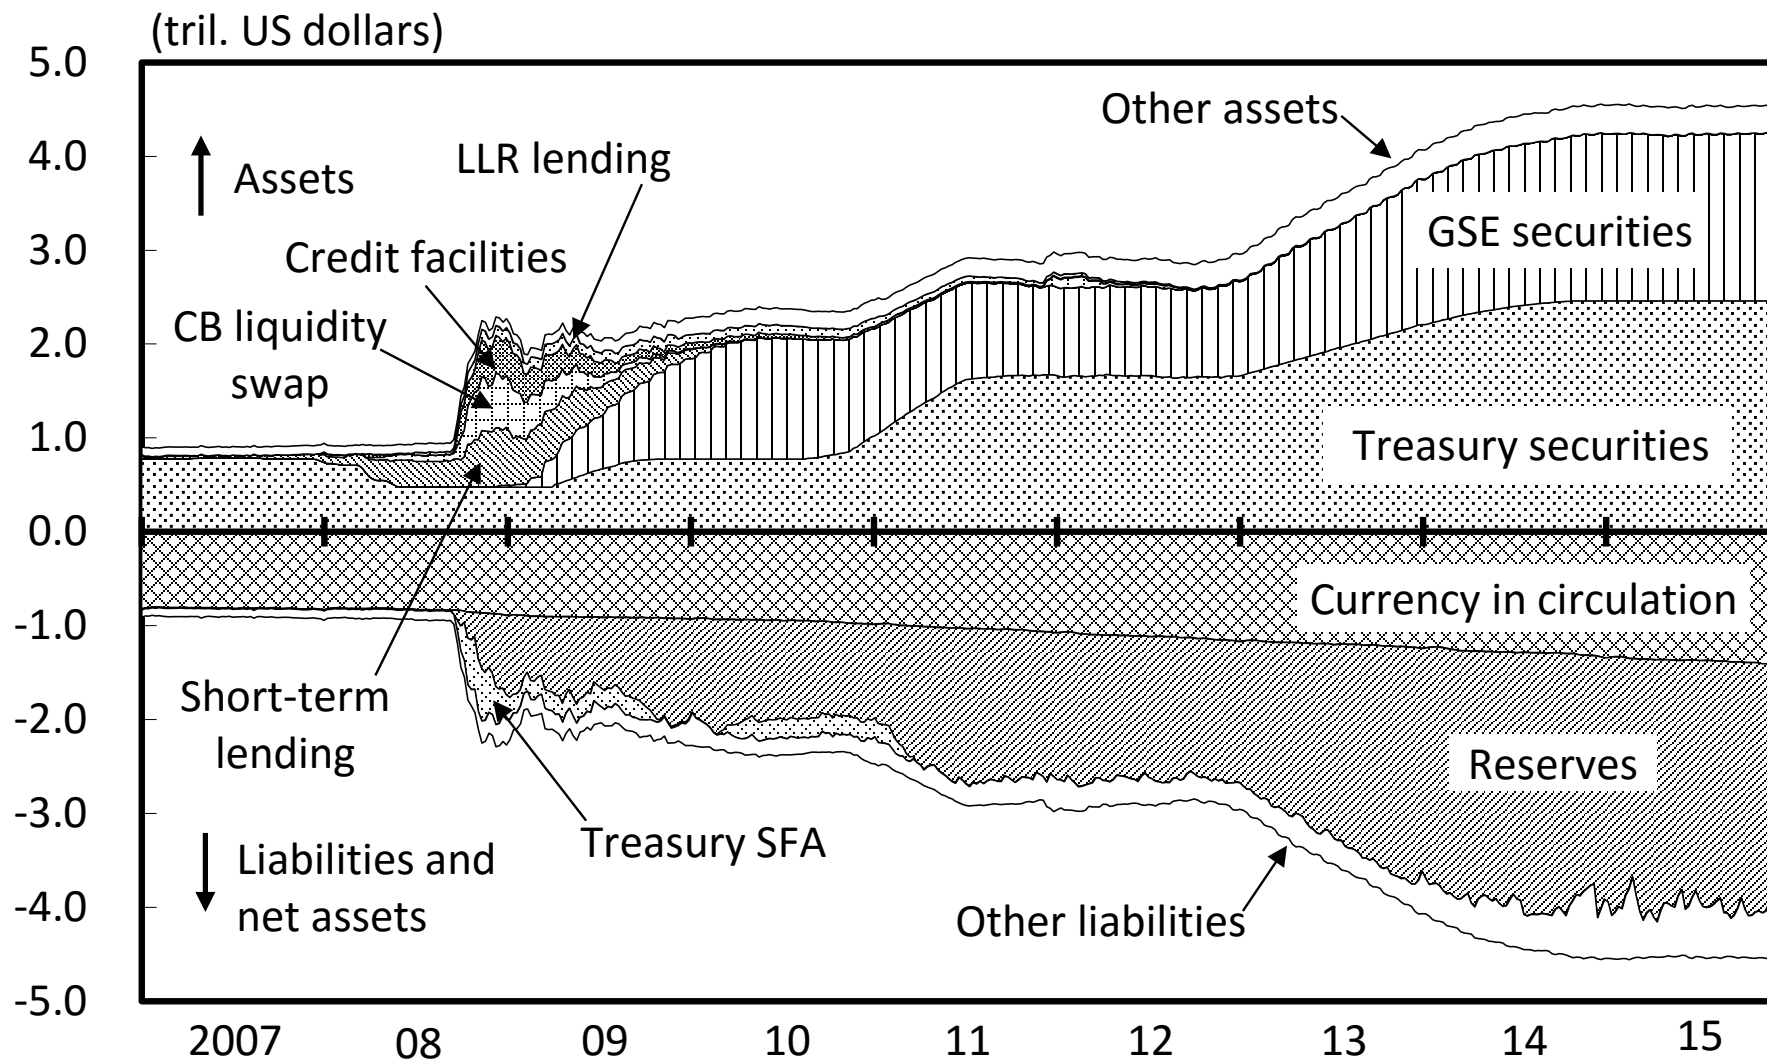 (tril. US dollars)
5.0
4.0
3.0
2.0
1.0
0.0
-1.0
-2.0
-3.0
-4.0
-5.0
Assets
LLR lending
Other assets
Credit facilities
GSE securities
CB liquidity
swap
Treasury securities
Currency in circulation
Short-term
lending
Reserves
Treasury SFA
Liabilities and
net assets
Other liabilities
2007 08 09 10 11 12 13 14 15